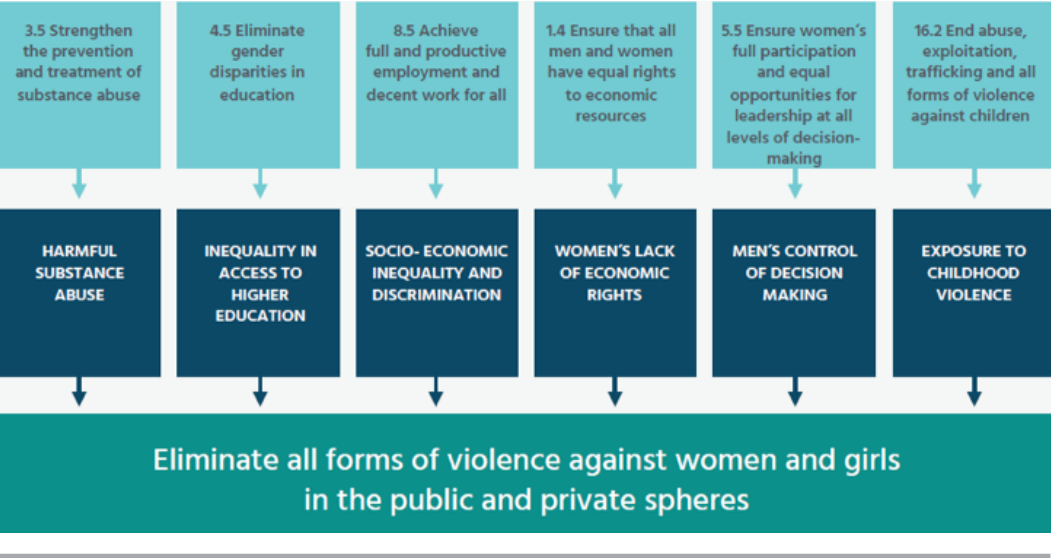 3.5 Strengthen
the prevention
and treatment of
substance abuse
4.5 Eliminate
gender
disparities in
education
8.5 Achieve
full and productive
employment and
decent work for all
1.4 Ensure that all
men and women
have equal rights
to economic
resources
5.5 Ensure women's
full participation
and equal
opportunities for
leadership at all
levels of decision-
making
16.2 End abuse,
exploitation,
trafficking and all
forms of violence
against children
HARMFUL
SUBSTANCE
ABUSE
INEQUALITY IN
ACCESS TO
HIGHER
EDUCATION
SOCIO- ECONOMIC
INEQUALITY AND
DISCRIMINATION
WOMEN'S LACK
OF ECONOMIC
RIGHTS
MEN'S CONTROL
OF DECISION
MAKING
EXPOSURE TO
CHILDHOOD
VIOLENCE
Eliminate all forms of violence against women and girls
in the public and private spheres